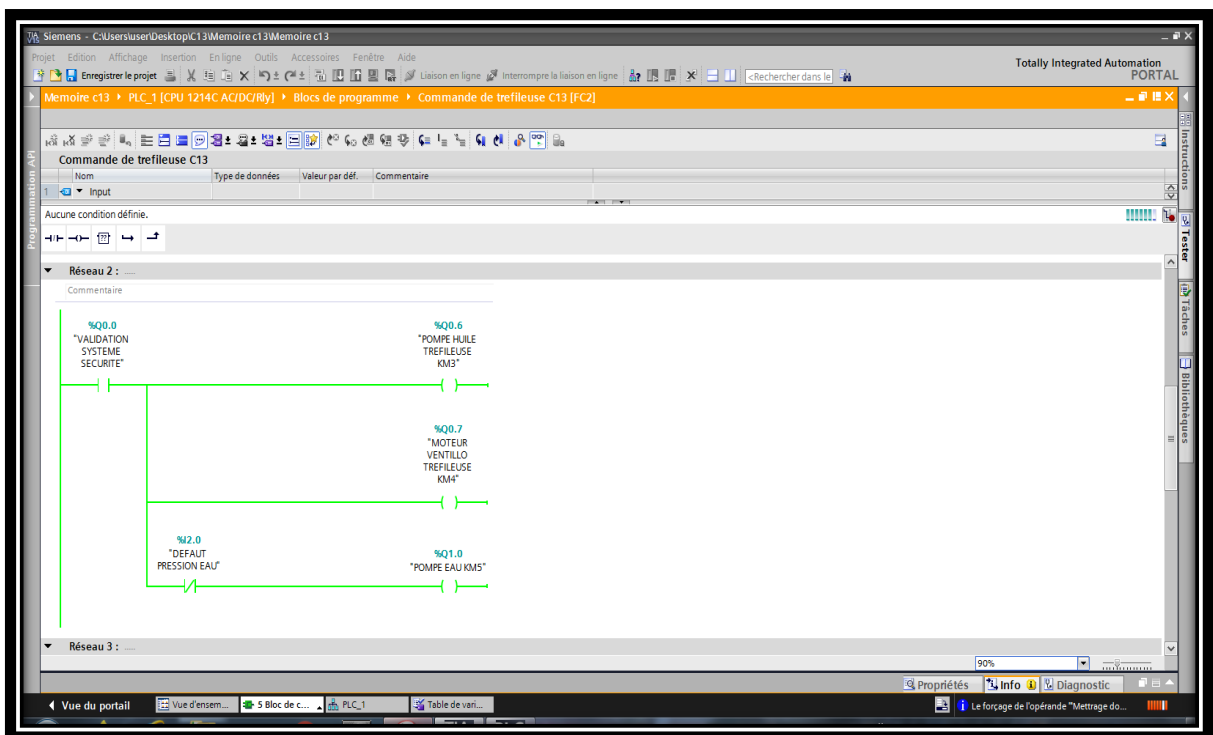 Siemens - C:\Users\user\Desktop\C13\Memoire c13\Memoire c13
Projet Edition Affichage Insertion En ligne Outils Accessoires Fenêtre Aide
Totally Integrated Automation
PORTAL
Enregistrer le projet Liaison en ligne Interrompre la liaison en ligne <Rechercher dans le
Memoire c13 PLC_1 [CPU 1214C AC/DC/Rly] Blocs de programme Commande de trefileuse C13 [FC2]
Commande de trefileuse C13
Nom Type de données Valeur par déf. Commentaire
1 Input
Aucune condition définie.
Réseau 2 : .....
Commentaire
%Q0.0
"VALIDATION
SYSTEME
SECURITE"
%Q0.6
"POMPE HUILE
TREFILEUSE
KM3"
%Q0.7
"MOTEUR
VENTILLO
TREFILEUSE
KM4"
%I2.0
"DEFAUT
PRESSION EAU"
%Q1.0
"POMPE EAU KM5"
Réseau 3 : .....
90%
Propriétés Info Diagnostic
Vue du portail Vue d'ensem... 5 Bloc de c... PLC_1 Table de vari...
Le forçage de l'opérande "Mettrage do...
Programmation API
Instructions
Tester
Tâches
Bibliothèques